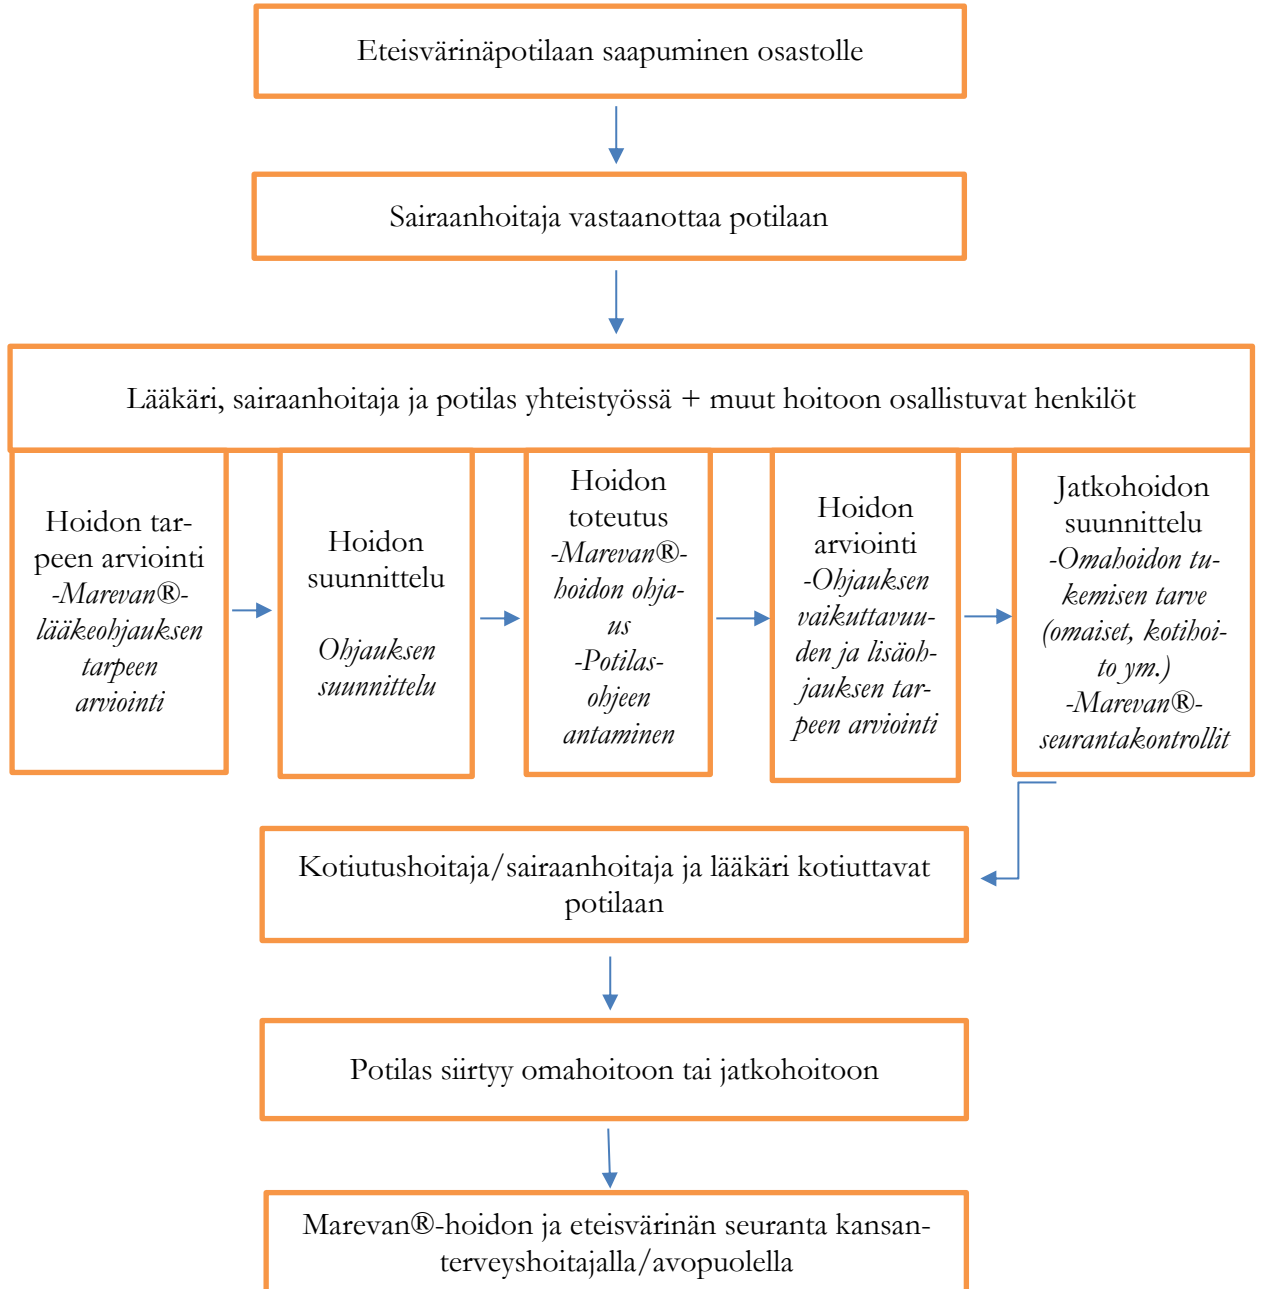 Eteisvärinäpotilaan saapuminen osastolle
Sairaanhoitaja vastaanottaa potilaan
Lääkäri, sairaanhoitaja ja potilas yhteistyössä + muut hoitoon osallistuvat henkilöt
Hoidon tar-
peen arviointi
-Marevan®-
lääkeohjauksen
tarpeen
arviointi
Hoidon
suunnittelu
Ohjauksen
suunnittelu
Hoidon
toteutus
-Marevan®-
hoidon ohja-
us
-Potilas-
ohjeen
antaminen
Hoidon
arviointi
-Ohjauksen
vaikuttavuu-
den ja lisäoh-
jauksen tar-
peen arviointi
Jatkohoidon
suunnittelu
-Omahoidon tu-
kemisen tarve
(omaiset, kotihoi-
to ym.)
-Marevan®-
seurantakontrollit
Kotiutushoitaja/sairaanhoitaja ja lääkäri kotiuttavat
potilaan
Potilas siirtyy omahoitoon tai jatkohoitoon
Marevan®-hoidon ja eteisvärinän seuranta kansan-
terveyshoitajalla/avopuolella